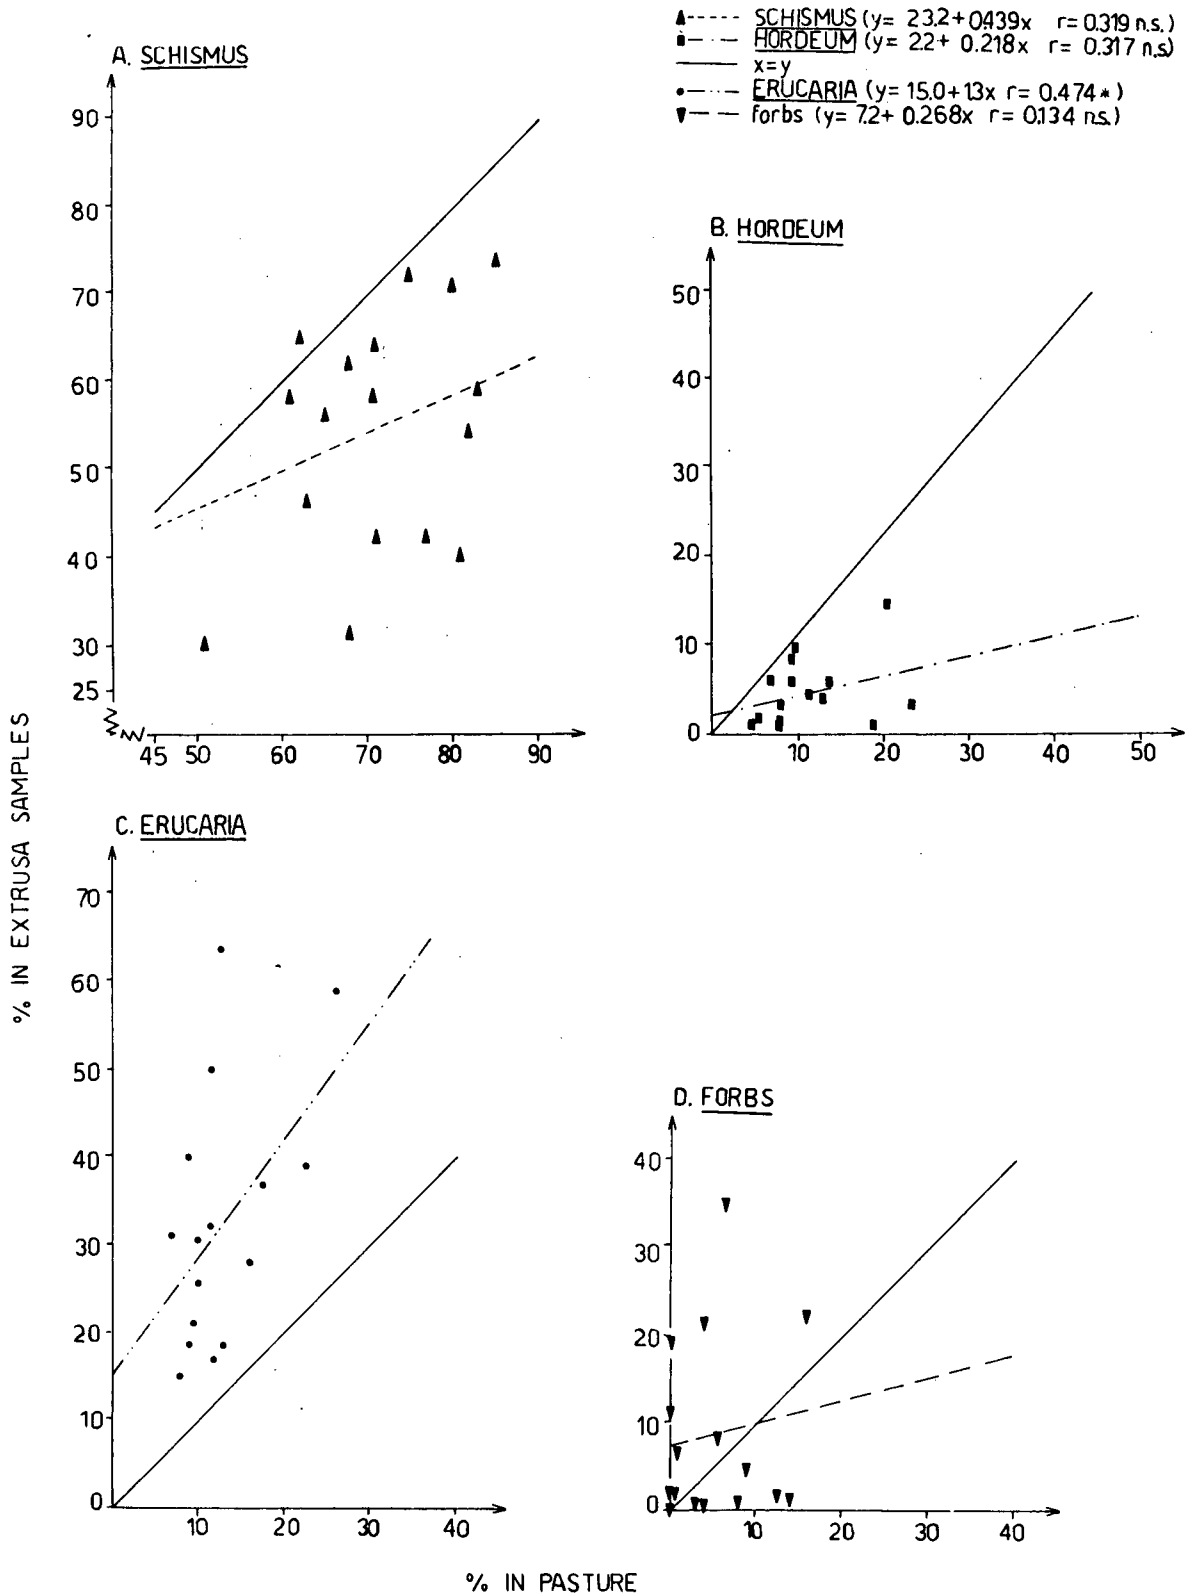 SCHISMUS (y= 23.2+0.439x r= 0.319 n.s.)
HORDEUM (y= 2.2+ 0.218x r= 0.317 n.s)
x=y
ERUCARIA (y= 15.0+13x r= 0.474*)
forbs (y= 7.2+ 0.268x r= 0.134 n.s.)
A. SCHISMUS
90
80
70
60
50
40
30
25
45 50 60 70 80 90
B. HORDEUM
50
40
30
20
10
0
10 20 30 40 50
% IN EXTRUSA SAMPLES
C. ERUCARIA
70
60
50
40
30
20
10
0
10 20 30 40
D. FORBS
40
30
20
10
0
10 20 30 40
% IN PASTURE